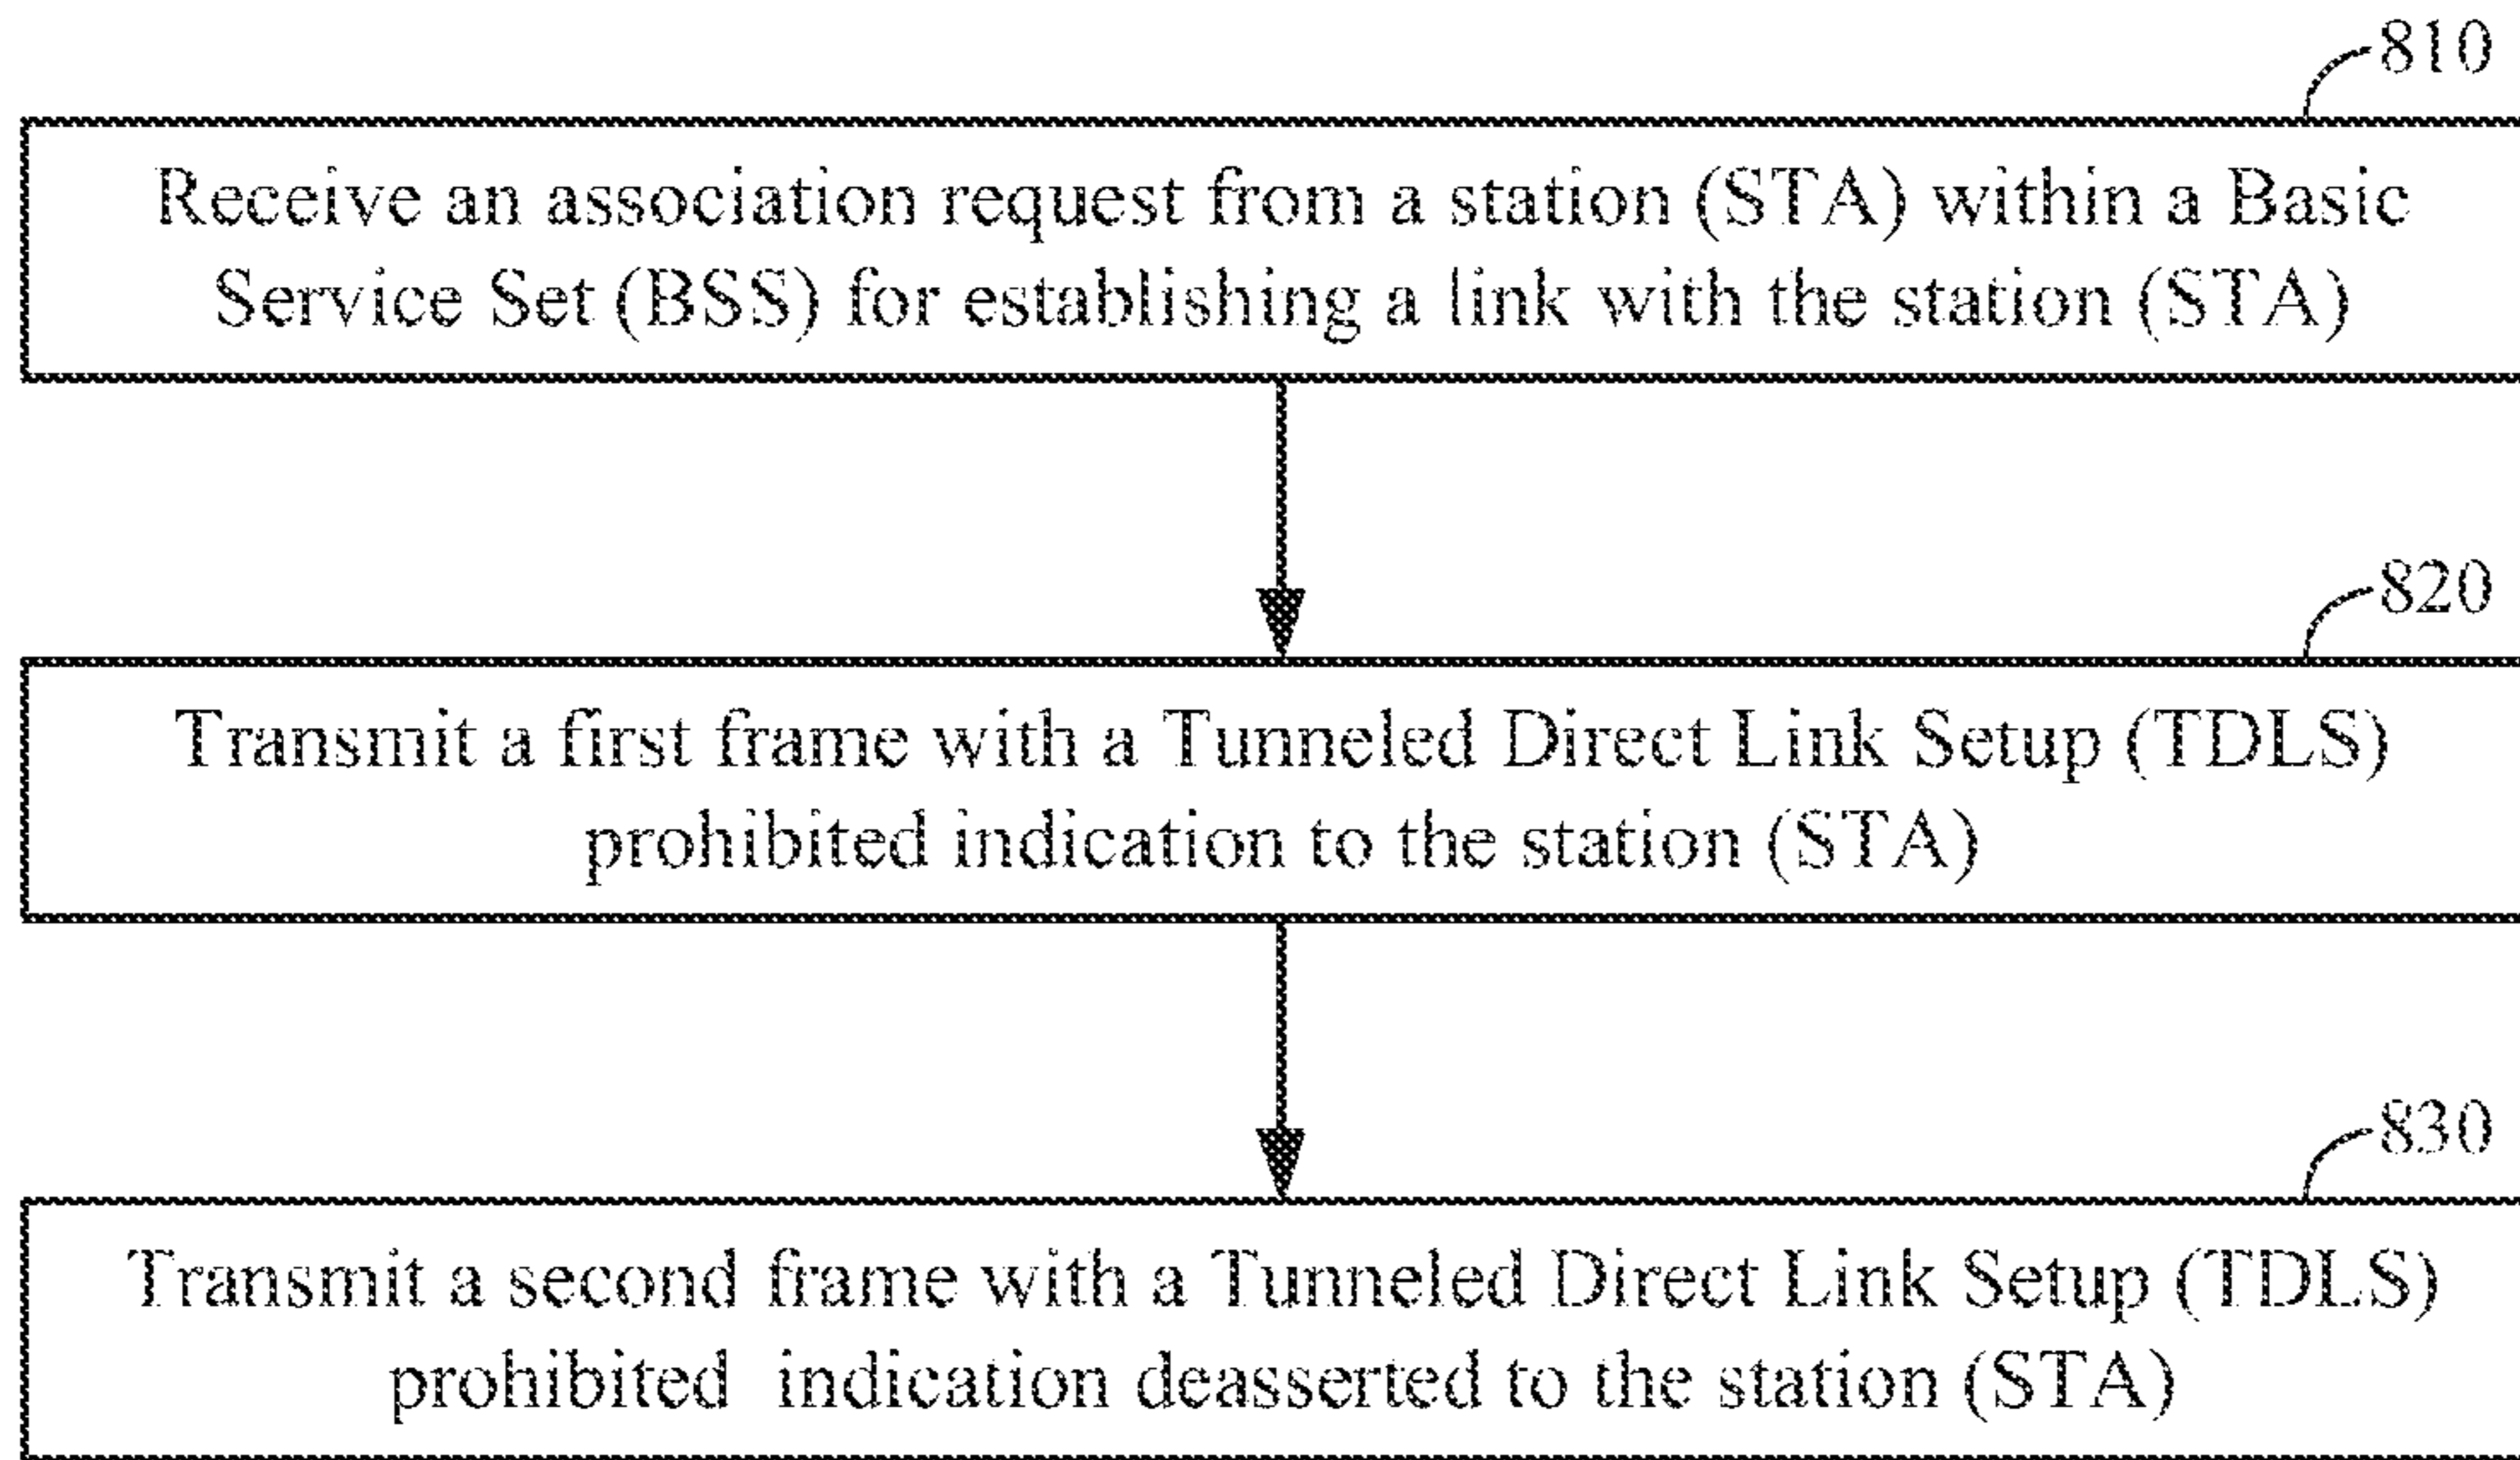 810
Receive an association request from a station (STA) within a Basic
Service Set (BSS) for establishing a link with the station (STA)
820
Transmit a first frame with a Tunneled Direct Link Setup (TDLS)
prohibited indication to the station (STA)
830
Transmit a second frame with a Tunneled Direct Link Setup (TDLS)
prohibited indication deasserted to the station (STA)